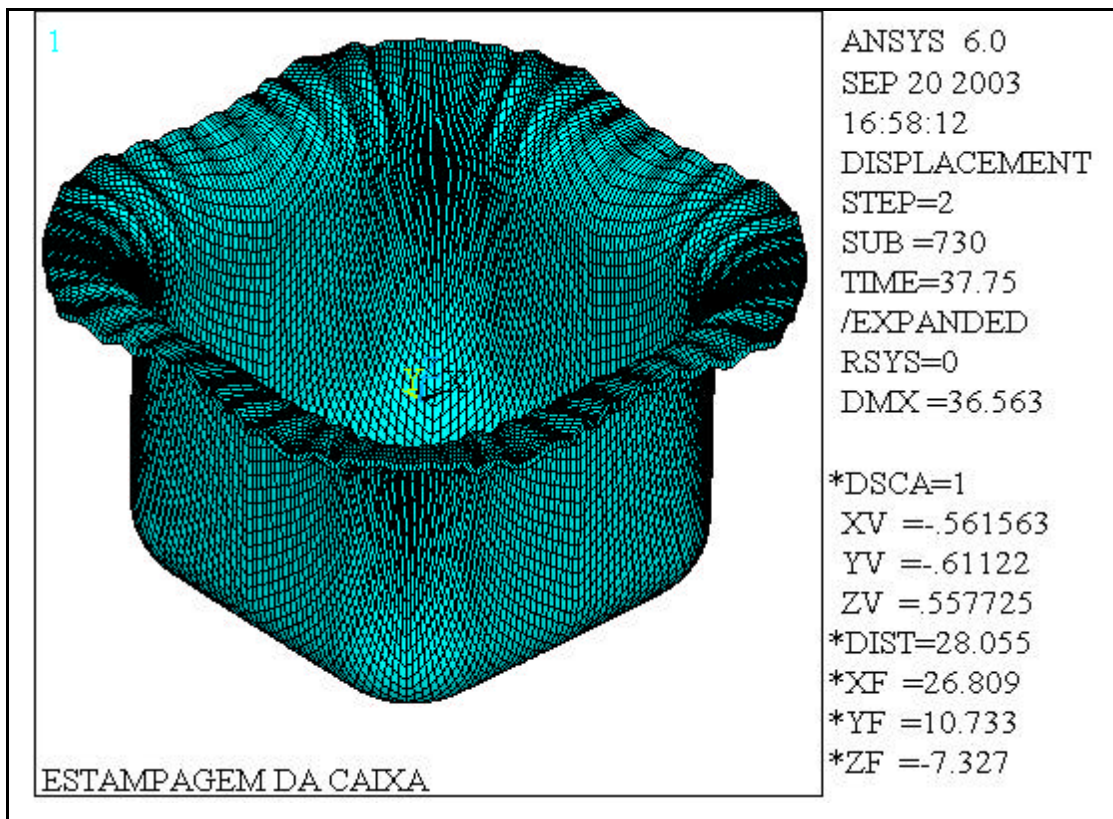 1
ANSYS 6.0
SEP 20 2003
16:58:12
DISPLACEMENT
STEP=2
SUB =730
TIME=37.75
/EXPANDED
RSYS=0
DMX =36.563
*DSCA=1
XV =-.561563
YV =-.61122
ZV =.557725
*DIST=28.055
*XF =26.809
*YF =10.733
*ZF =-7.327
Y
ESTAMPAGEM DA CAIXA